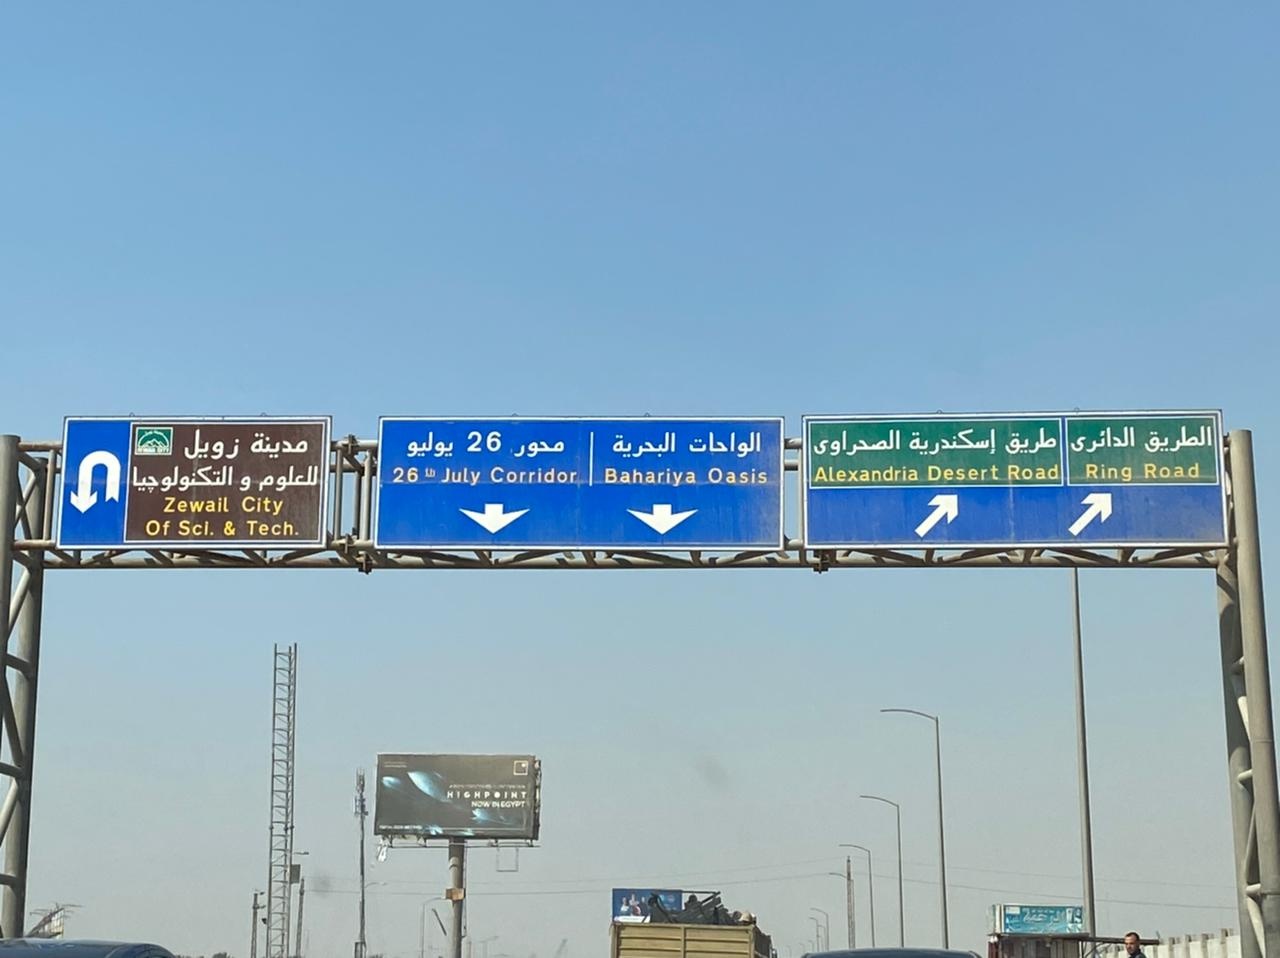 مدينة زويل
للعلوم و التكنولوجيا
Zewail City
Of Sci. & Tech.
محور 26 يوليو
26 th July Corridor
الواحات البحرية
Bahariya Oasis
طريق إسكندرية الصحراوى
Alexandria Desert Road
الطريق الدائرى
Ring Road
HIGHPOINT
NOW IN EGYPT